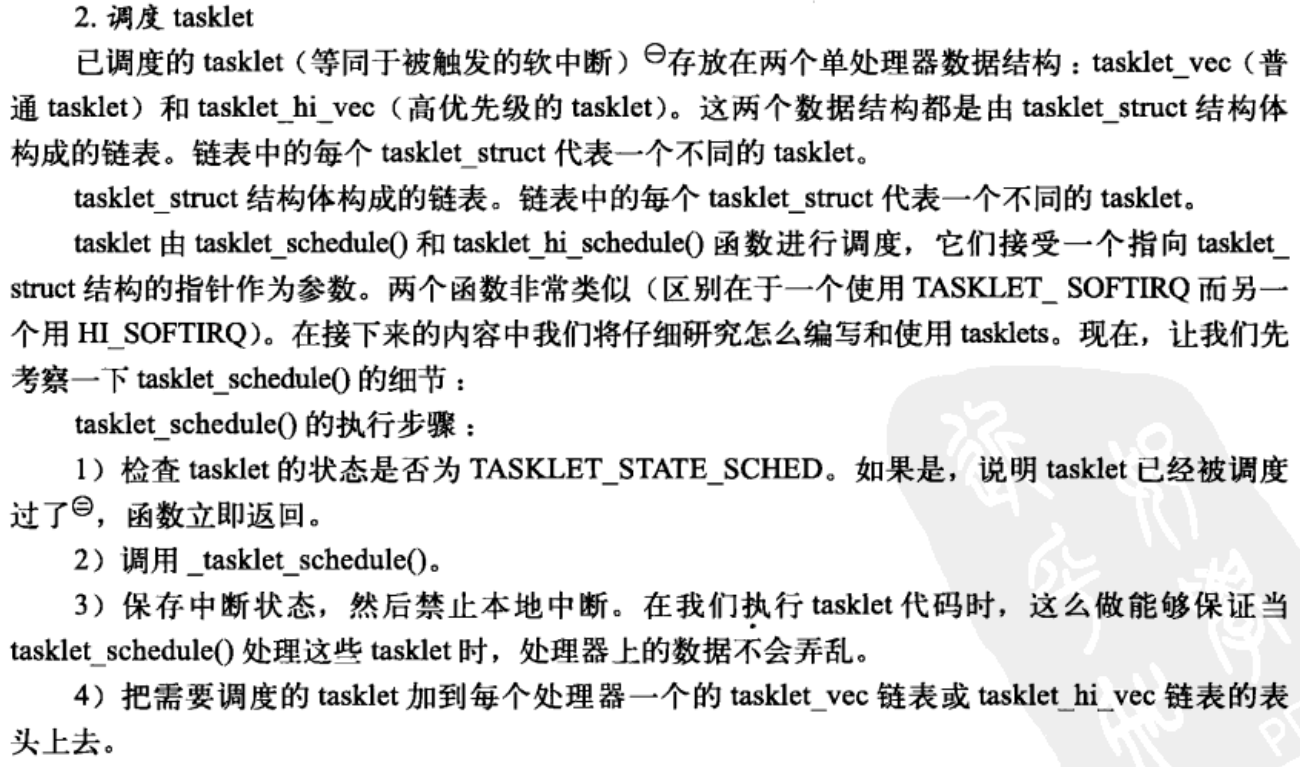 2. 调度 tasklet
已调度的 tasklet（等同于被触发的软中断）㊀存放在两个单处理器数据结构：tasklet_vec（普
通 tasklet）和 tasklet_hi_vec（高优先级的 tasklet）。这两个数据结构都是由 tasklet_struct 结构体
构成的链表。链表中的每个 tasklet_struct 代表一个不同的 tasklet。
tasklet_struct 结构体构成的链表。链表中的每个 tasklet_struct 代表一个不同的 tasklet。
tasklet 由 tasklet_schedule() 和 tasklet_hi_schedule() 函数进行调度，它们接受一个指向 tasklet_
struct 结构的指针作为参数。两个函数非常类似（区别在于一个使用 TASKLET_ SOFTIRQ 而另一
个用 HI_SOFTIRQ）。在接下来的内容中我们将仔细研究怎么编写和使用 tasklets。现在，让我们先
考察一下 tasklet_schedule() 的细节：
tasklet_schedule() 的执行步骤：
1）检查 tasklet 的状态是否为 TASKLET_STATE_SCHED。如果是，说明 tasklet 已经被调度
过了㊂，函数立即返回。
2）调用 _tasklet_schedule()。
3）保存中断状态，然后禁止本地中断。在我们执行 tasklet 代码时，这么做能够保证当
tasklet_schedule() 处理这些 tasklet 时，处理器上的数据不会弄乱。
4）把需要调度的 tasklet 加到每个处理器一个的 tasklet_vec 链表或 tasklet_hi_vec 链表的表
头上去。